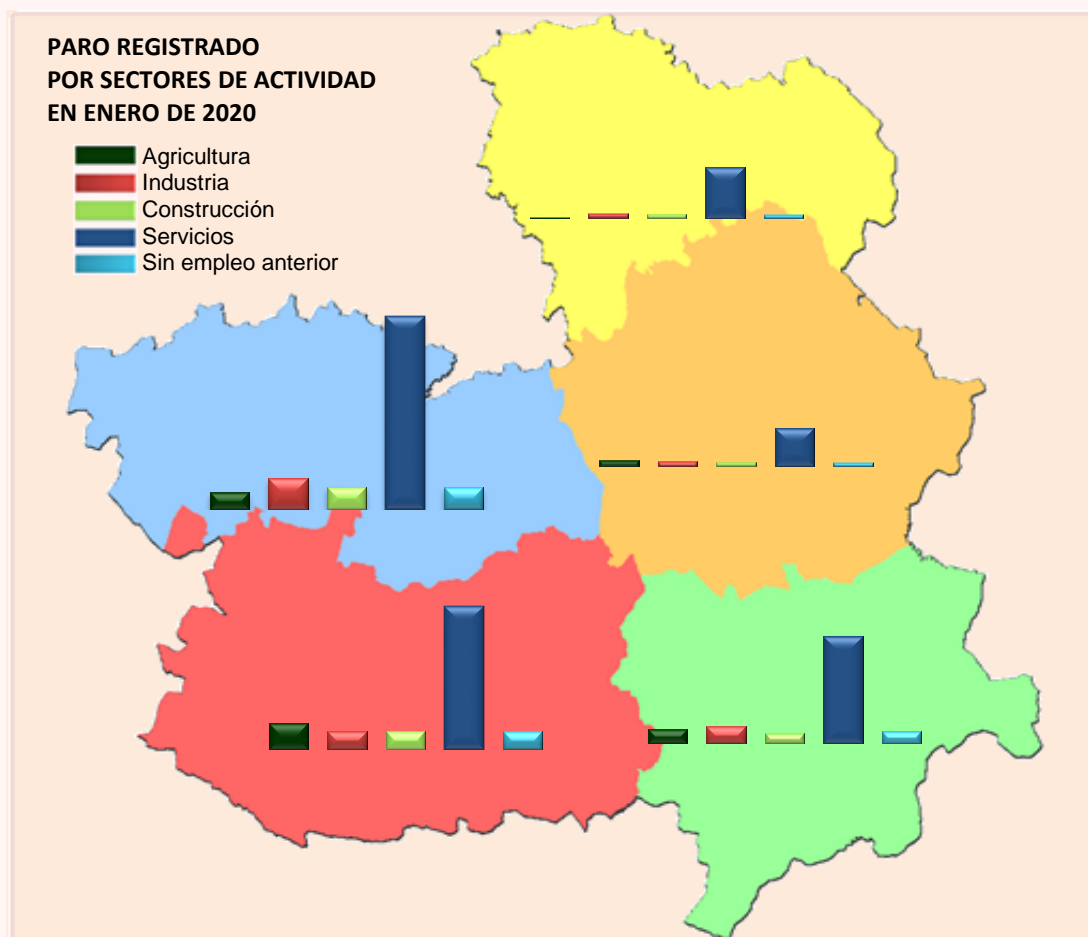 PARO REGISTRADO
POR SECTORES DE ACTIVIDAD
EN ENERO DE 2020
Agricultura
Industria
Construcción
Servicios
Sin empleo anterior